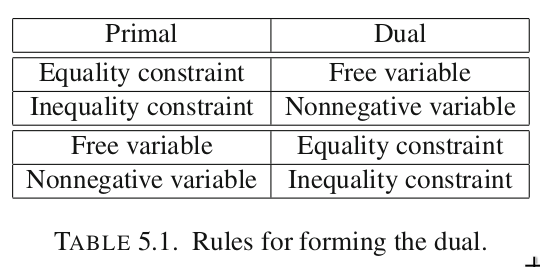 Primal Dual
Equality constraint Free variable
Inequality constraint Nonnegative variable
Free variable Equality constraint
Nonnegative variable Inequality constraint
TABLE 5.1. Rules for forming the dual.